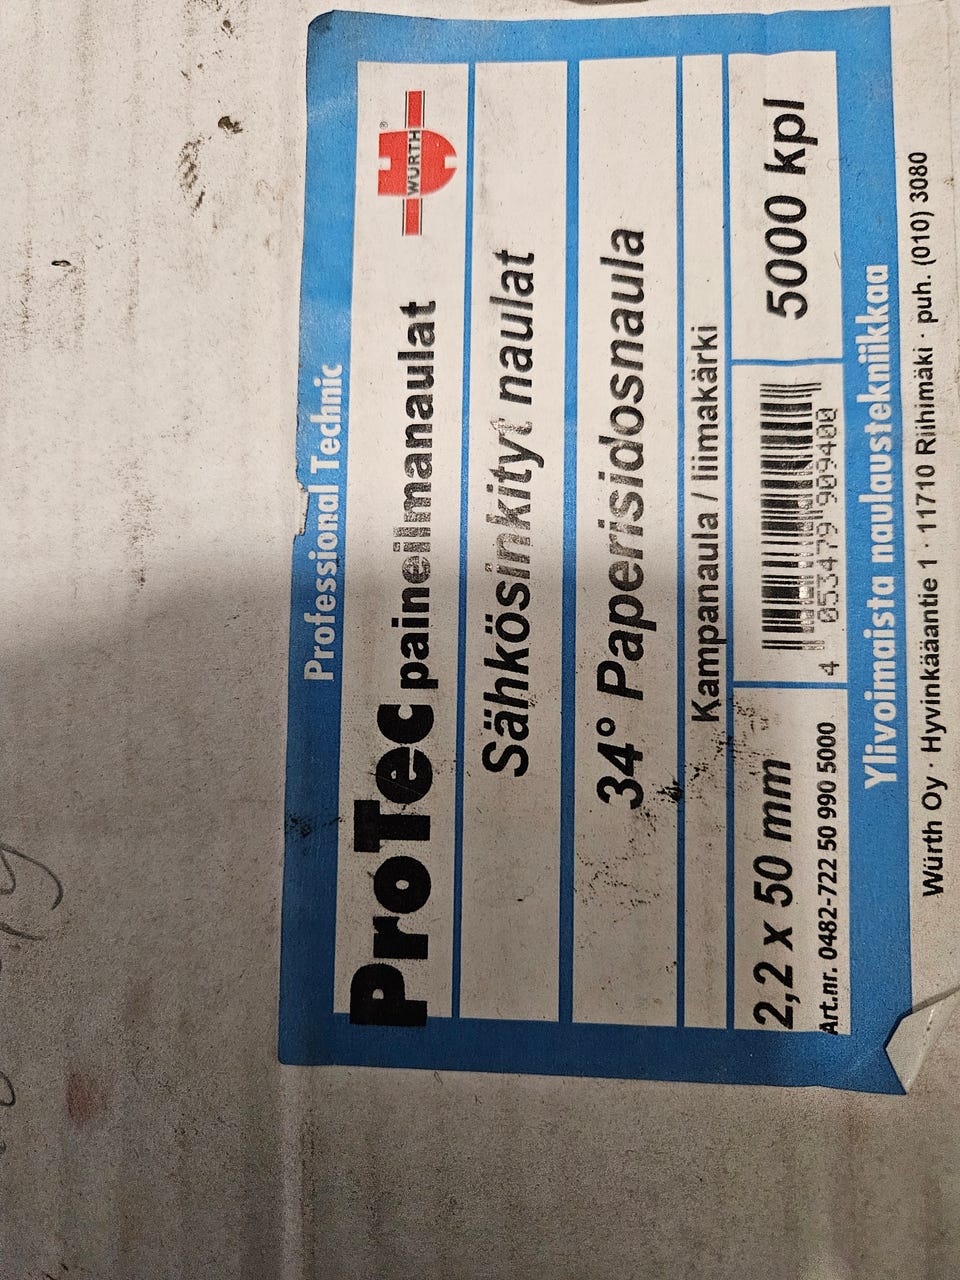 Professional Technic
ProTec paineilmanaulat
WÜRTH®
Sähkösinkityt naulat
34° Paperisidosnaula
Kampanaula / liimakärki
2,2 x 50 mm
Art.nr. 0482-722 50 990 5000
4 053479 909400
5000 kpl
Ylivoimaista naulaustekniikkaa
Würth Oy · Hyvinkääantie 1 · 11710 Riihimäki · puh. (010) 3080